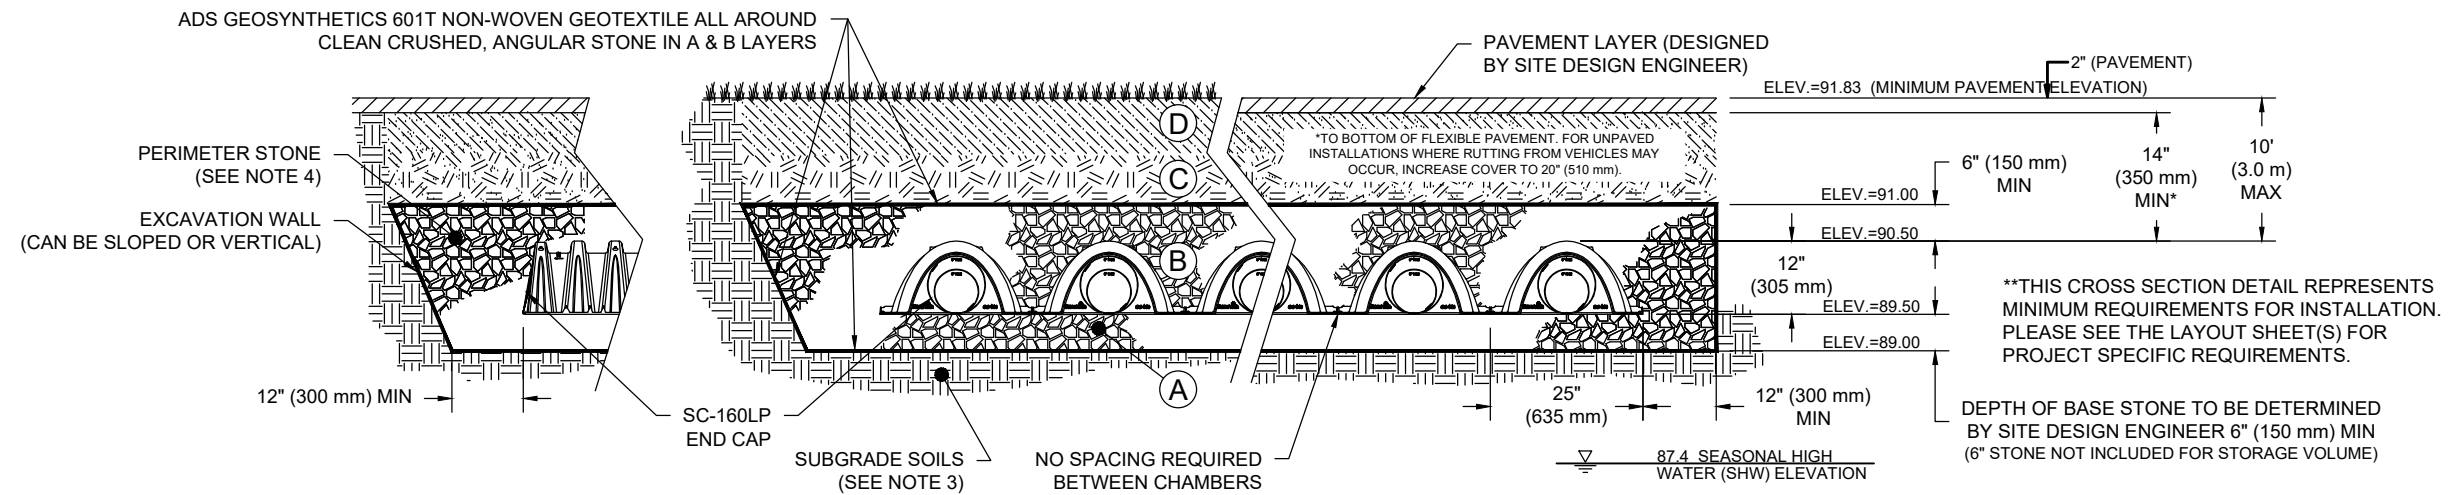 ADS GEOSYNTHETICS 601T NON-WOVEN GEOTEXTILE ALL AROUND
CLEAN CRUSHED, ANGULAR STONE IN A & B LAYERS
PAVEMENT LAYER (DESIGNED
BY SITE DESIGN ENGINEER)
2" (PAVEMENT)
ELEV.=91.83 (MINIMUM PAVEMENT ELEVATION)
PERIMETER STONE
(SEE NOTE 4)
EXCAVATION WALL
(CAN BE SLOPED OR VERTICAL)
D
C
B
A
*TO BOTTOM OF FLEXIBLE PAVEMENT. FOR UNPAVED
INSTALLATIONS WHERE RUTTING FROM VEHICLES MAY
OCCUR, INCREASE COVER TO 20" (510 mm).
6" (150 mm)
MIN
14"
(350 mm)
MIN*
10'
(3.0 m)
MAX
ELEV.=91.00
ELEV.=90.50
12"
(305 mm)
ELEV.=89.50
ELEV.=89.00
**THIS CROSS SECTION DETAIL REPRESENTS
MINIMUM REQUIREMENTS FOR INSTALLATION.
PLEASE SEE THE LAYOUT SHEET(S) FOR
PROJECT SPECIFIC REQUIREMENTS.
12" (300 mm) MIN
SC-160LP
END CAP
SUBGRADE SOILS
(SEE NOTE 3)
NO SPACING REQUIRED
BETWEEN CHAMBERS
25"
(635 mm)
12" (300 mm)
MIN
DEPTH OF BASE STONE TO BE DETERMINED
BY SITE DESIGN ENGINEER 6" (150 mm) MIN
(6" STONE NOT INCLUDED FOR STORAGE VOLUME)
87.4 SEASONAL HIGH
WATER (SHW) ELEVATION